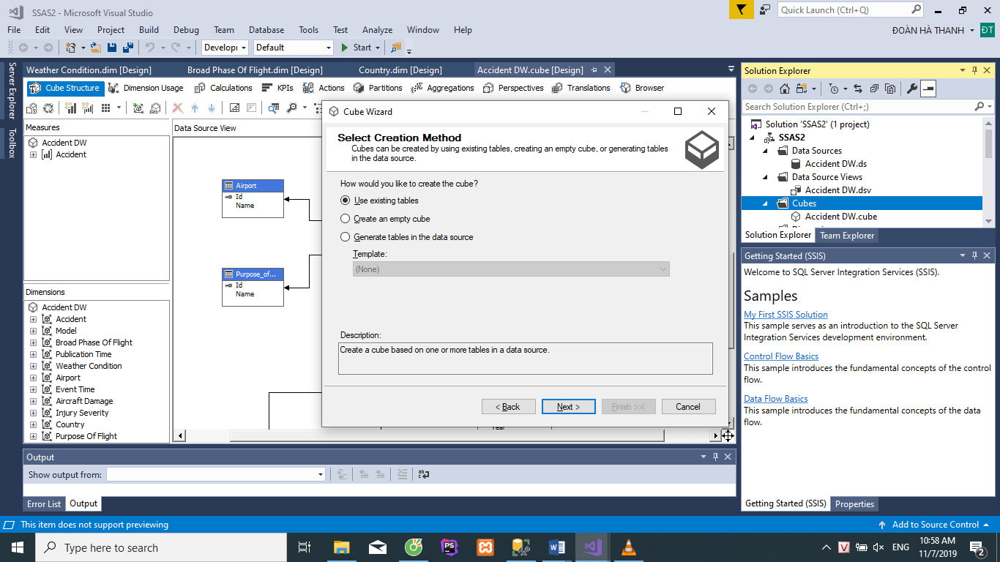 SSAS2 - Microsoft Visual Studio
Quick Launch (Ctrl+Q)
File Edit View Project Build Debug Team Database Tools Test Analyze Window Help
ĐOÀN HÀ THANH ĐT
Developr Default Start
Server Explorer
Toolbox
Weather Condition.dim [Design] Broad Phase Of Flight.dim [Design] Country.dim [Design] Accident DW.cube [Design]
Cube Structure Dimension Usage Calculations KPIs Actions Partitions Aggregations Perspectives Translations Browser
Measures
Accident DW
Accident
Dimensions
Accident DW
Accident
Model
Broad Phase Of Flight
Publication Time
Weather Condition
Airport
Event Time
Aircraft Damage
Injury Severity
Country
Purpose Of Flight
Data Source View
Airport
Id
Name
Purpose_of...
Id
Name
Year
Cube Wizard
Select Creation Method
Cubes can be created by using existing tables, creating an empty cube, or generating tables
in the data source.
How would you like to create the cube?
Use existing tables
Create an empty cube
Generate tables in the data source
Template:
(None)
Description:
Create a cube based on one or more tables in a data source.
< Back Next > Finish >>| Cancel
Solution Explorer
Search Solution Explorer (Ctrl+;)
Solution 'SSAS2' (1 project)
SSAS2
Data Sources
Accident DW.ds
Data Source Views
Accident DW.dsv
Cubes
Accident DW.cube
Solution Explorer Team Explorer
Getting Started (SSIS)
Welcome to SQL Server Integration Services (SSIS).
Samples
My First SSIS Solution
This sample serves as an introduction to the SQL Server
Integration Services development environment.
Control Flow Basics
This sample introduces the fundamental concepts of the control
flow.
Data Flow Basics
This sample introduces the fundamental concepts of the data
flow.
Getting Started (SSIS) Properties
Output
Show output from:
Error List Output
This item does not support previewing
Add to Source Control
Type here to search
PS
W
V
ENG
10:58 AM
11/7/2019
2